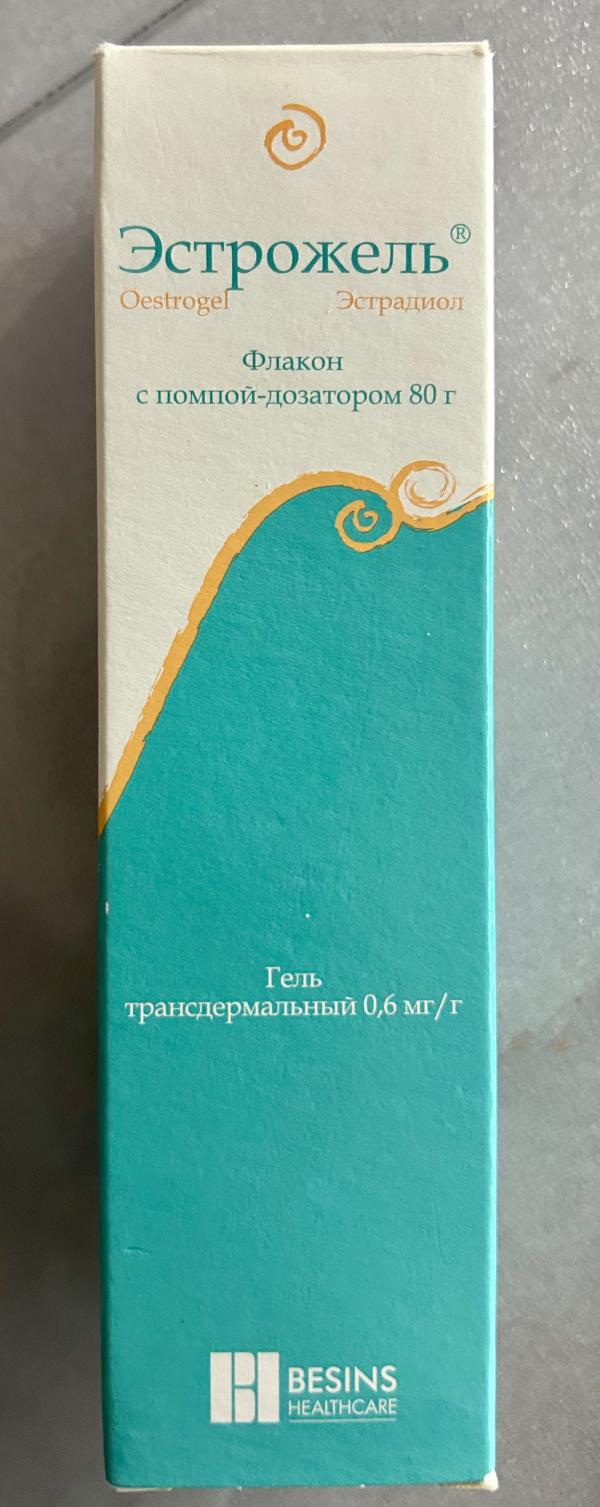 Эстрожель®
Oestrogel Эстрадиол
Флакон
с помпой-дозатором 80 г
Гель
трансдермальный 0,6 мг/г
BESINS
HEALTHCARE